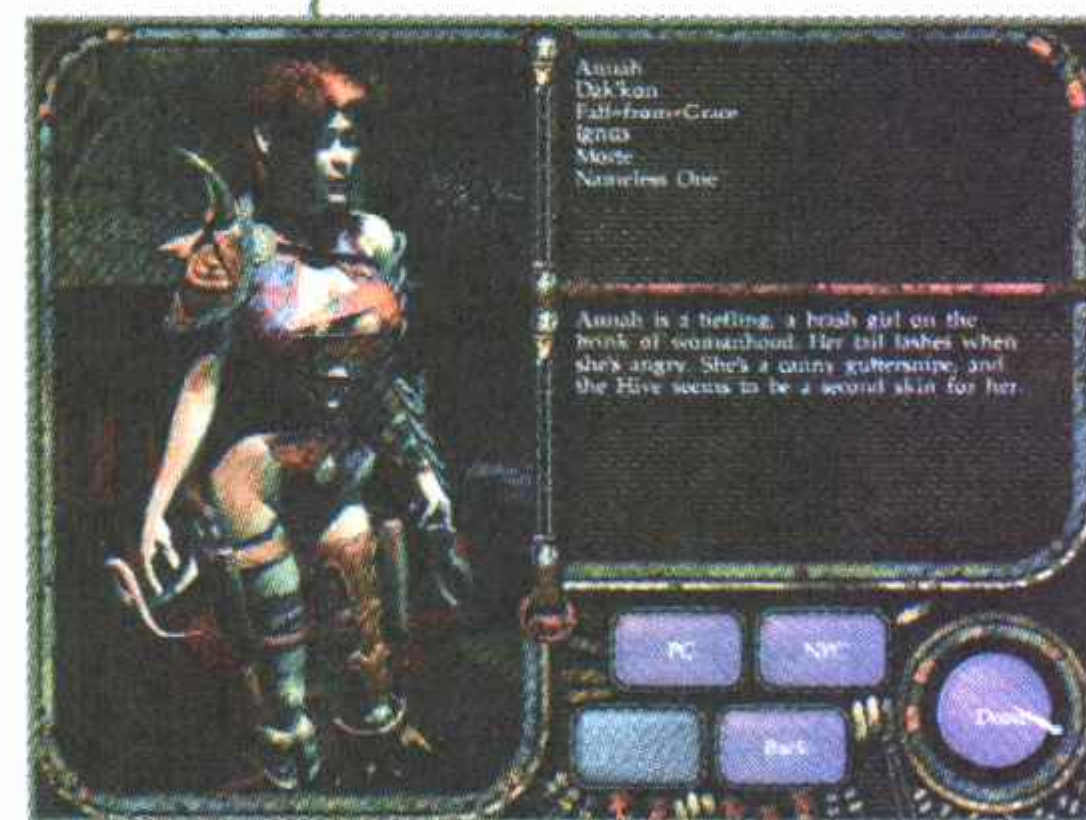 Annah
Dak'kon
Fall-from-Grace
Ignus
Morte
Nameless One
Annah is a tiefling, a brash girl on the
brink of womanhood. Her tail lashes when
she's angry. She's a canny guttersnipe, and
the Hive seems to be a second skin for her.
PC
NPC
Back
Done